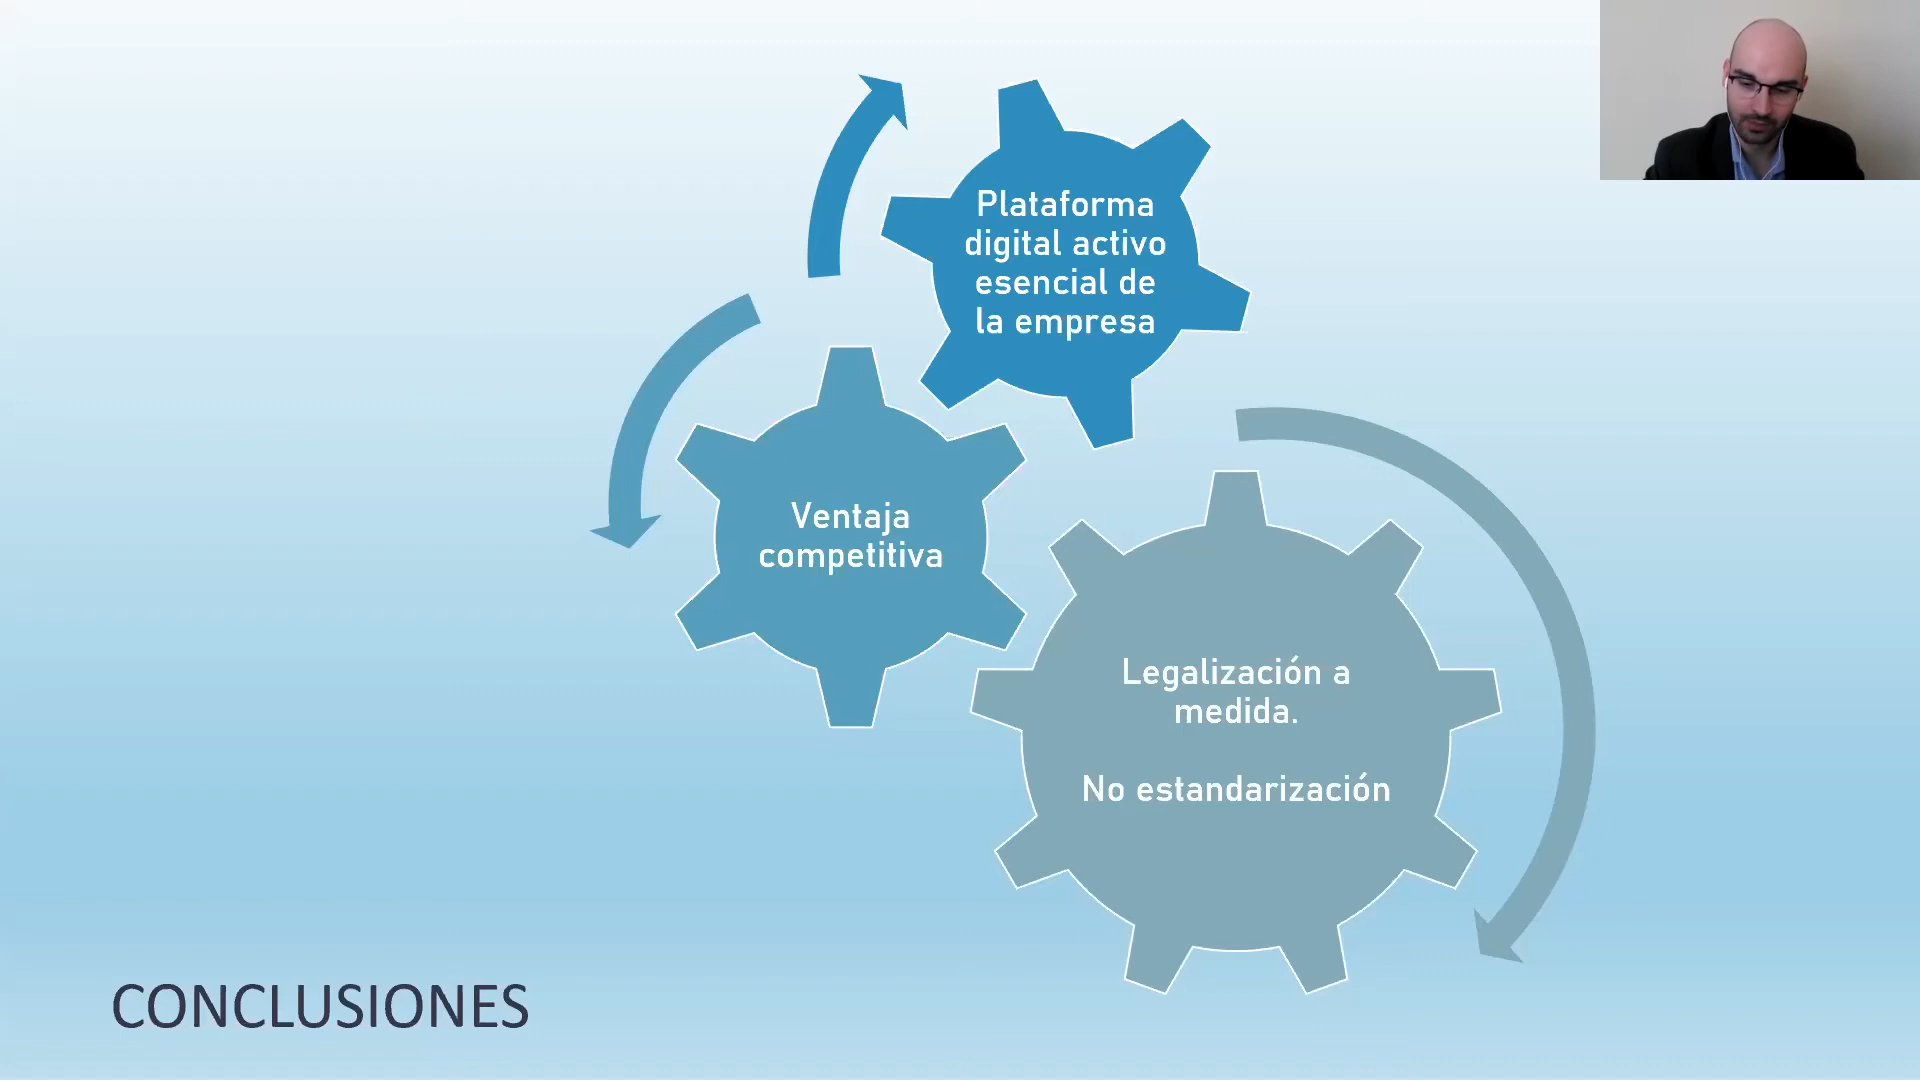 Plataforma
digital activo
esencial de
la empresa
Ventaja
competitiva
Legalización a
medida.
No estandarización
CONCLUSIONES